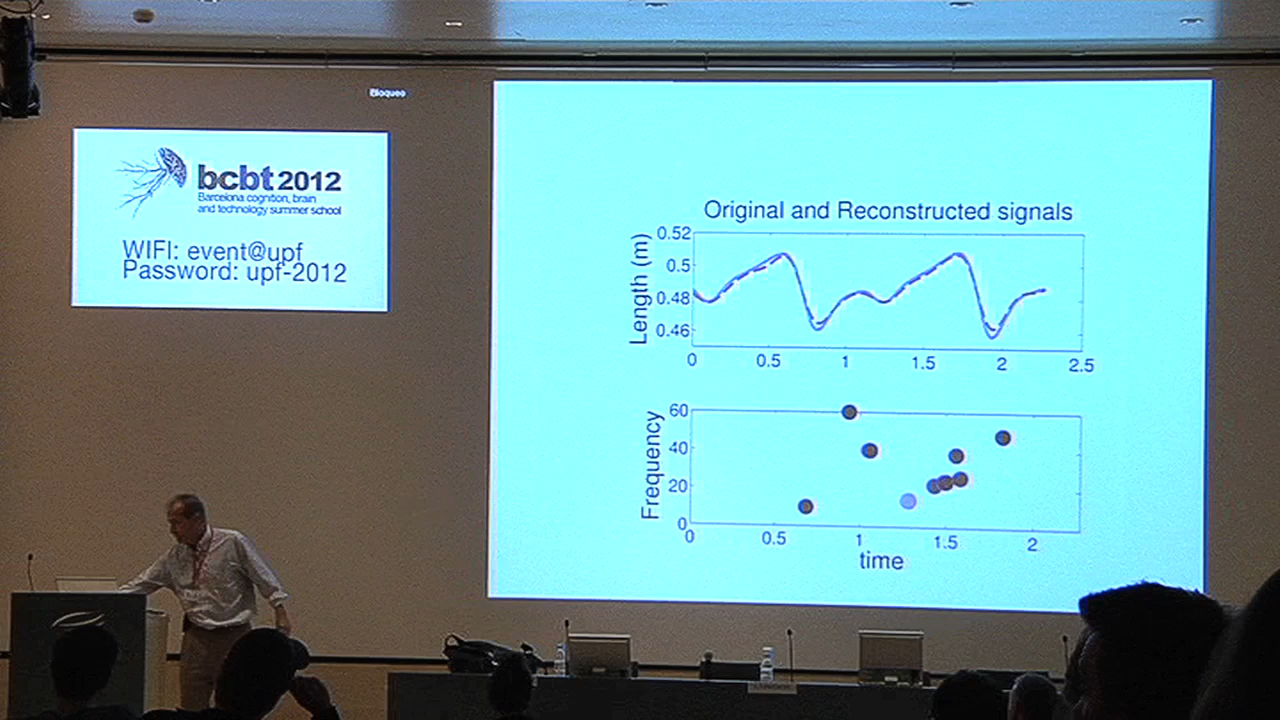 Bloqueo
bcbt2012
Barcelona cognition, brain
and technology summer school
WIFI: event@upf
Password: upf-2012
Original and Reconstructed signals
Length (m)
0.52
0.5
0.48
0.46
0 0.5 1 1.5 2 2.5
Frequency
60
40
20
0
0 0.5 1 1.5 2
time